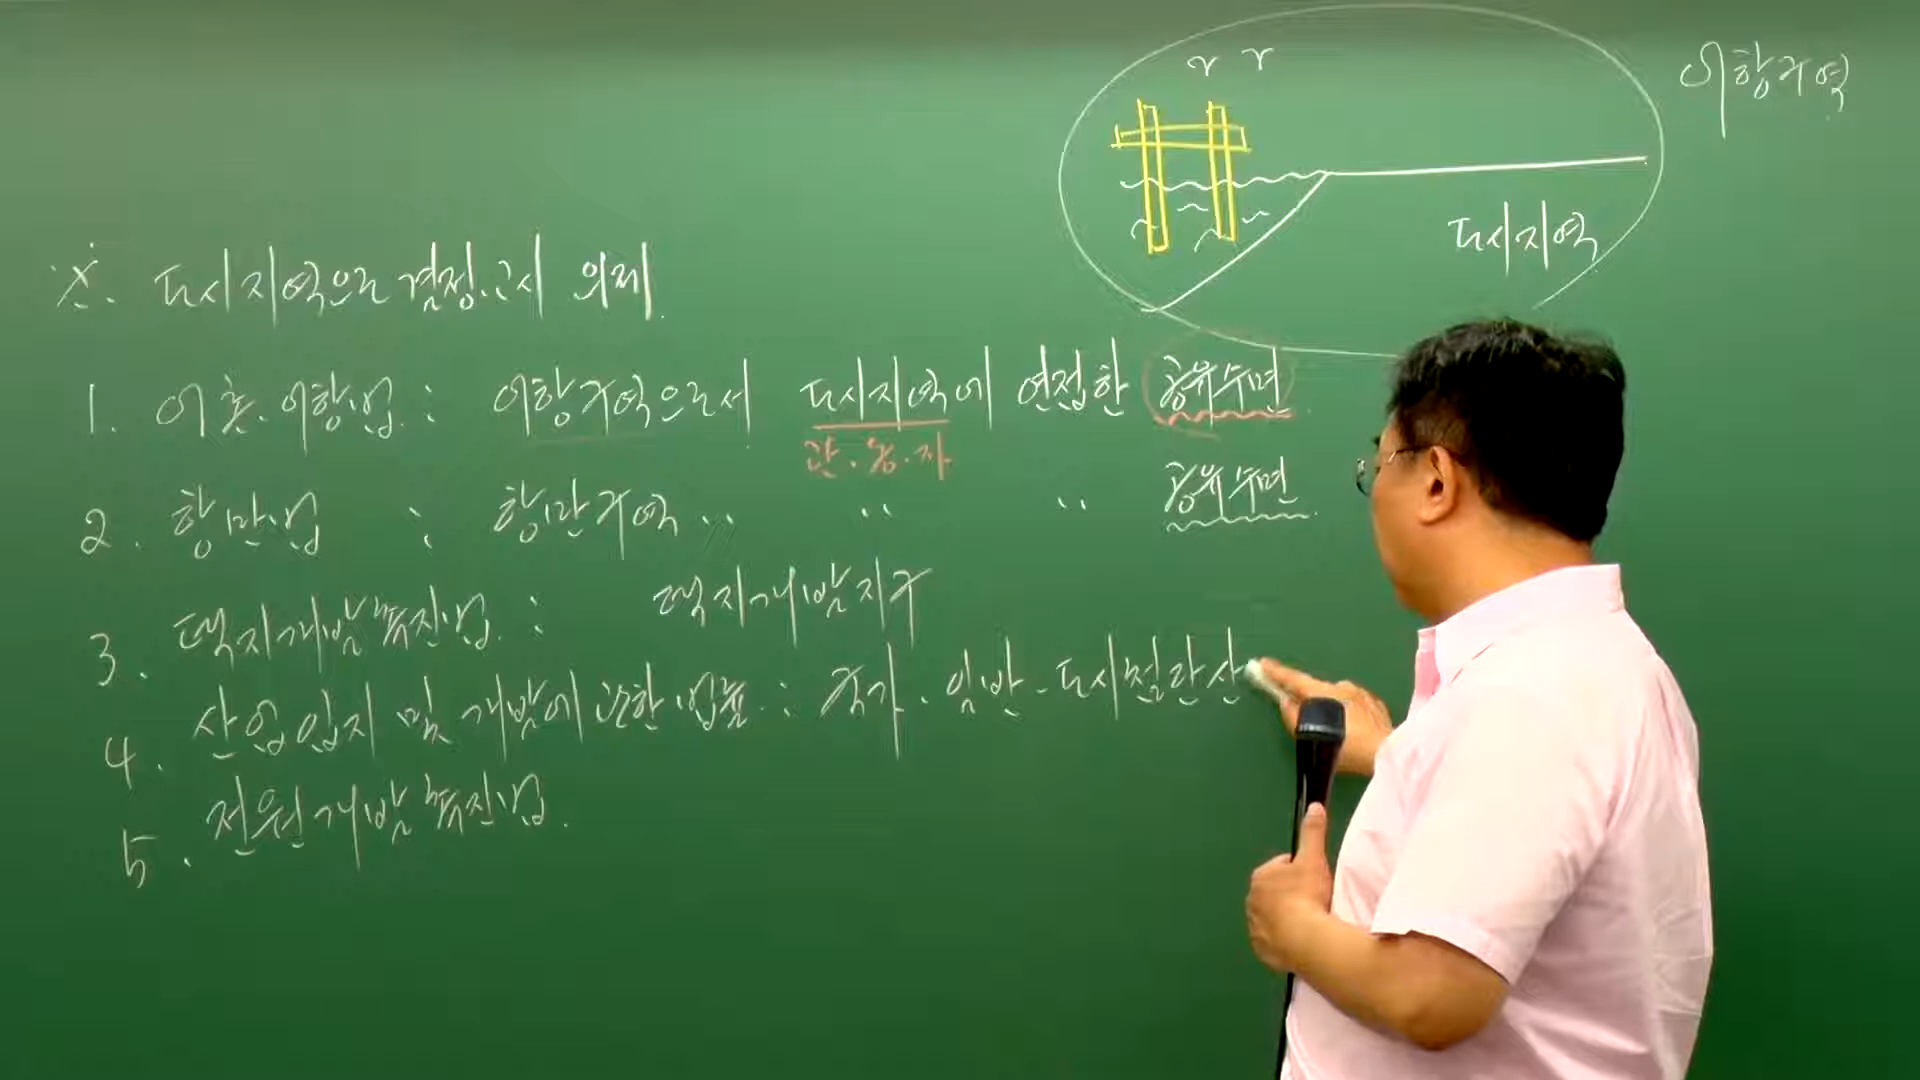 어항구역
도시지역
※. 도시지역으로 결정.고시 의제.
1. 어촌.어항법 : 어항구역으로서 도시지역에 연접한 공유수면.
관.농.자
2. 항만법 : 항만구역 〃 〃 〃 공유수면.
3. 택지개발촉진법 : 택지개발지구
4. 산업입지 및 개발에 관한 법률 : 국가.일반.도시첨단산
5. 전원개발촉진법.